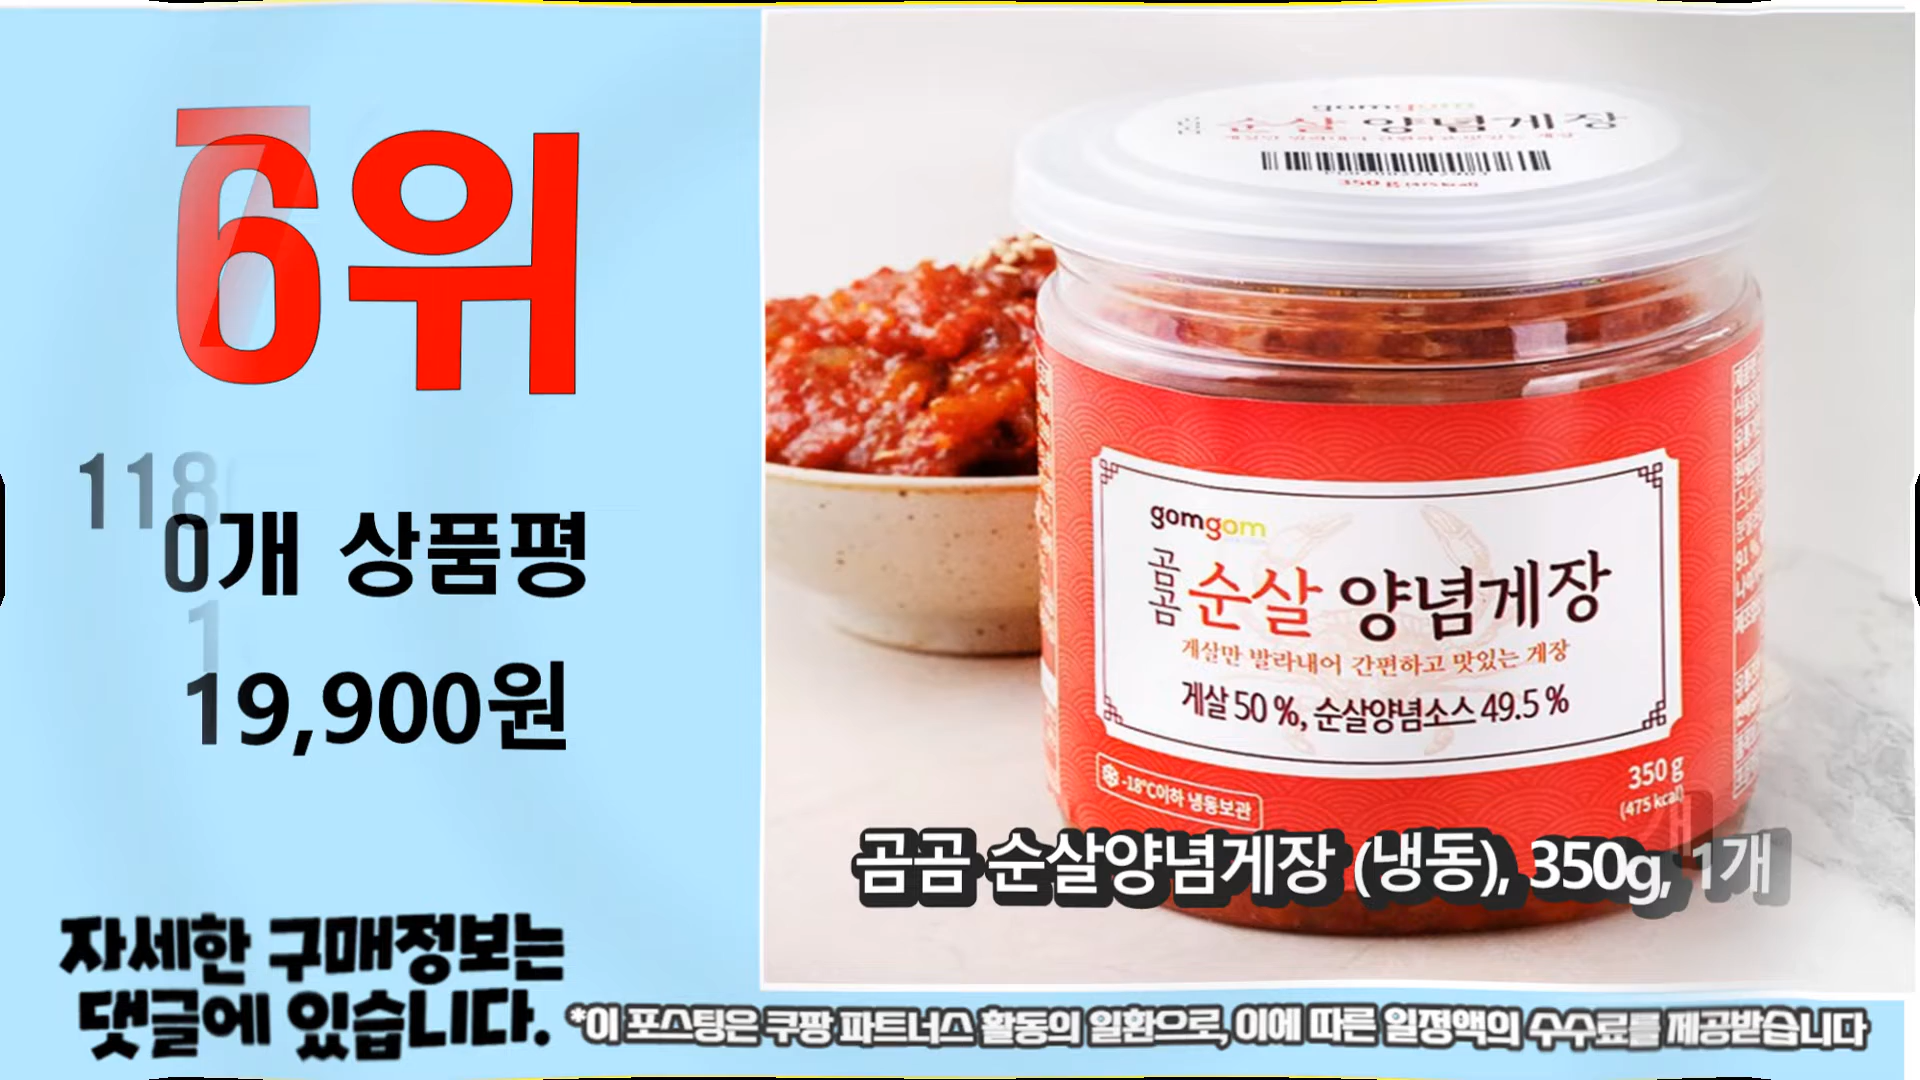 6위
118
0개 상품평
1
19,900원
자세한 구매정보는
댓글에 있습니다.
gomgom
순살 양념게장
350 g (475 kcal)
gomgom
곰곰 순살 양념게장
게살만 발라내어 간편하고 맛있는 게장
게살 50 %, 순살양념소스 49.5 %
-18℃이하 냉동보관
350 g
(475 kcal)
곰곰 순살양념게장 (냉동), 350g, 1개
*이 포스팅은 쿠팡 파트너스 활동의 일환으로, 이에 따른 일정액의 수수료를 제공받습니다